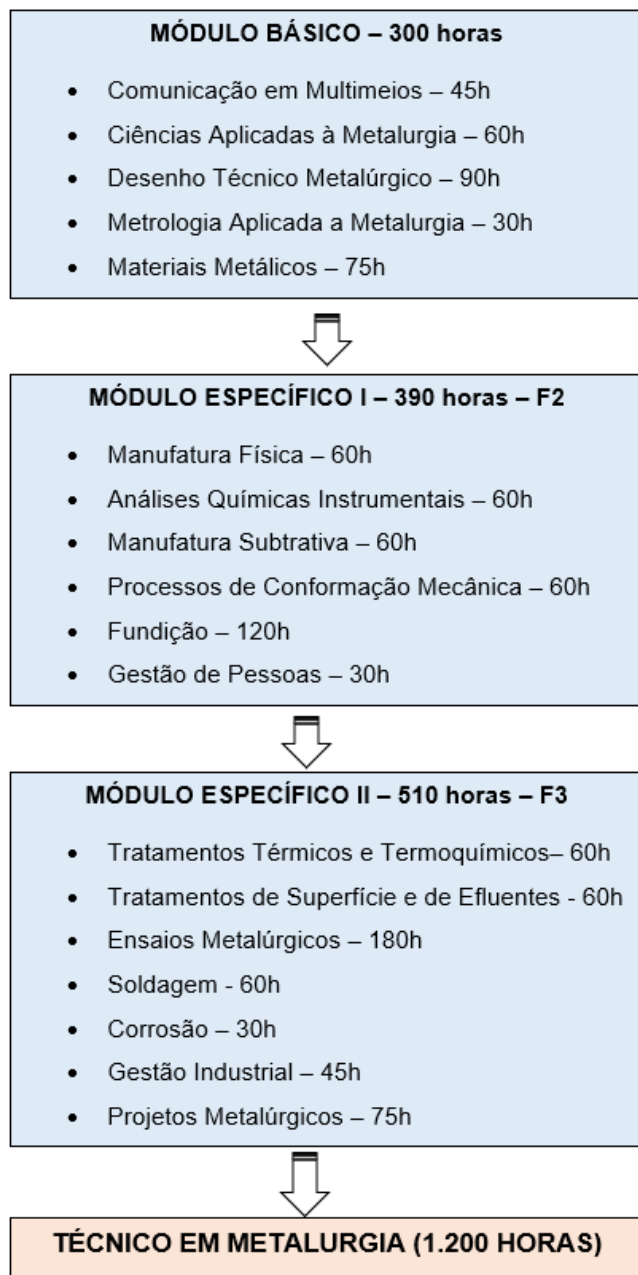 MÓDULO BÁSICO – 300 horas
• Comunicação em Multimeios – 45h
• Ciências Aplicadas à Metalurgia – 60h
• Desenho Técnico Metalúrgico – 90h
• Metrologia Aplicada a Metalurgia – 30h
• Materiais Metálicos – 75h
MÓDULO ESPECÍFICO I – 390 horas – F2
• Manufatura Física – 60h
• Análises Químicas Instrumentais – 60h
• Manufatura Subtrativa – 60h
• Processos de Conformação Mecânica – 60h
• Fundição – 120h
• Gestão de Pessoas – 30h
MÓDULO ESPECÍFICO II – 510 horas – F3
• Tratamentos Térmicos e Termoquímicos– 60h
• Tratamentos de Superfície e de Efluentes - 60h
• Ensaios Metalúrgicos – 180h
• Soldagem - 60h
• Corrosão – 30h
• Gestão Industrial – 45h
• Projetos Metalúrgicos – 75h
TÉCNICO EM METALURGIA (1.200 HORAS)